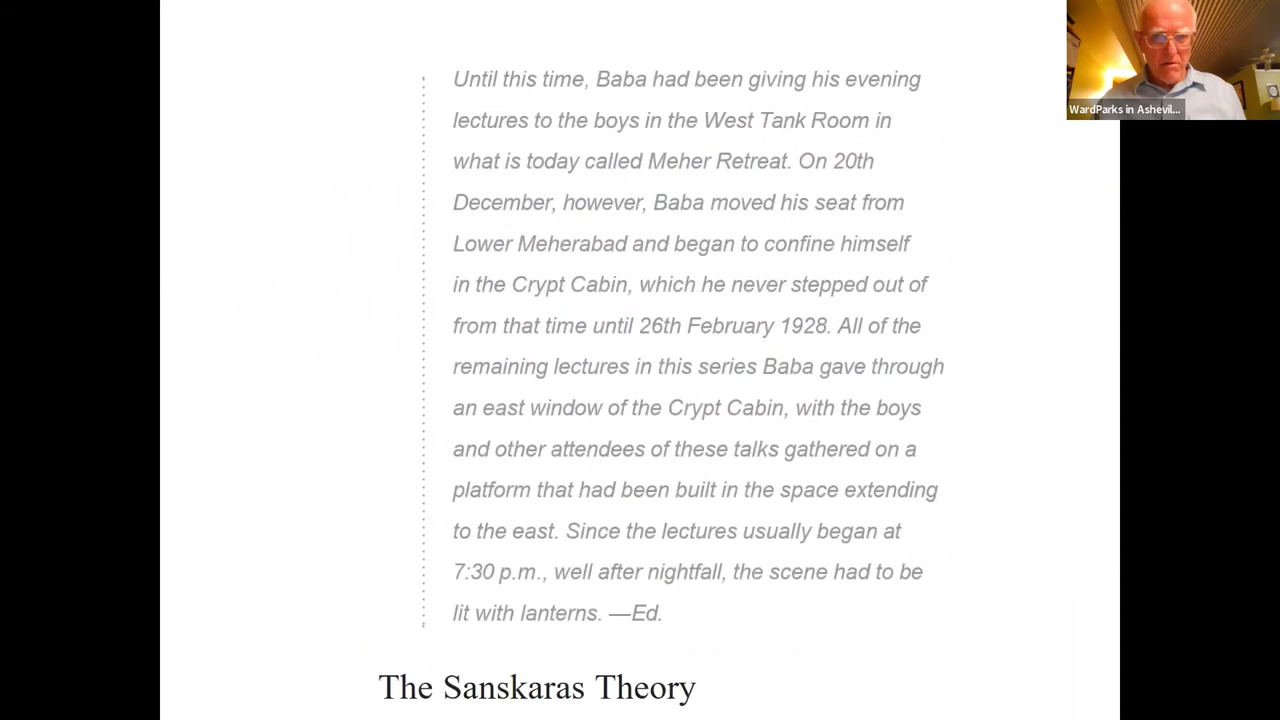 WardParks in Ashevil...
Until this time, Baba had been giving his evening
lectures to the boys in the West Tank Room in
what is today called Meher Retreat. On 20th
December, however, Baba moved his seat from
Lower Meherabad and began to confine himself
in the Crypt Cabin, which he never stepped out of
from that time until 26th February 1928. All of the
remaining lectures in this series Baba gave through
an east window of the Crypt Cabin, with the boys
and other attendees of these talks gathered on a
platform that had been built in the space extending
to the east. Since the lectures usually began at
7:30 p.m., well after nightfall, the scene had to be
lit with lanterns. —Ed.
The Sanskaras Theory